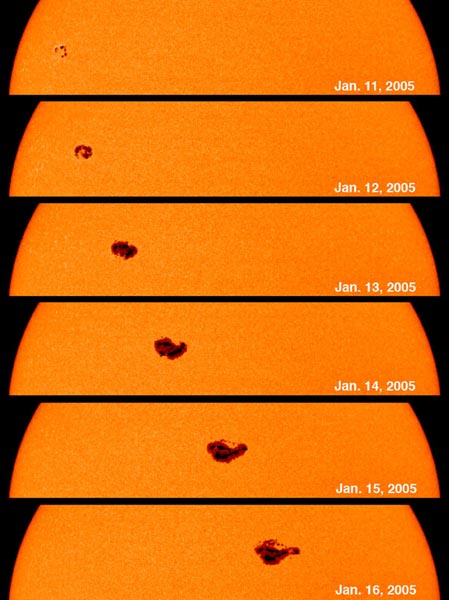 Jan. 11, 2005
Jan. 12, 2005
Jan. 13, 2005
Jan. 14, 2005
Jan. 15, 2005
Jan. 16, 2005